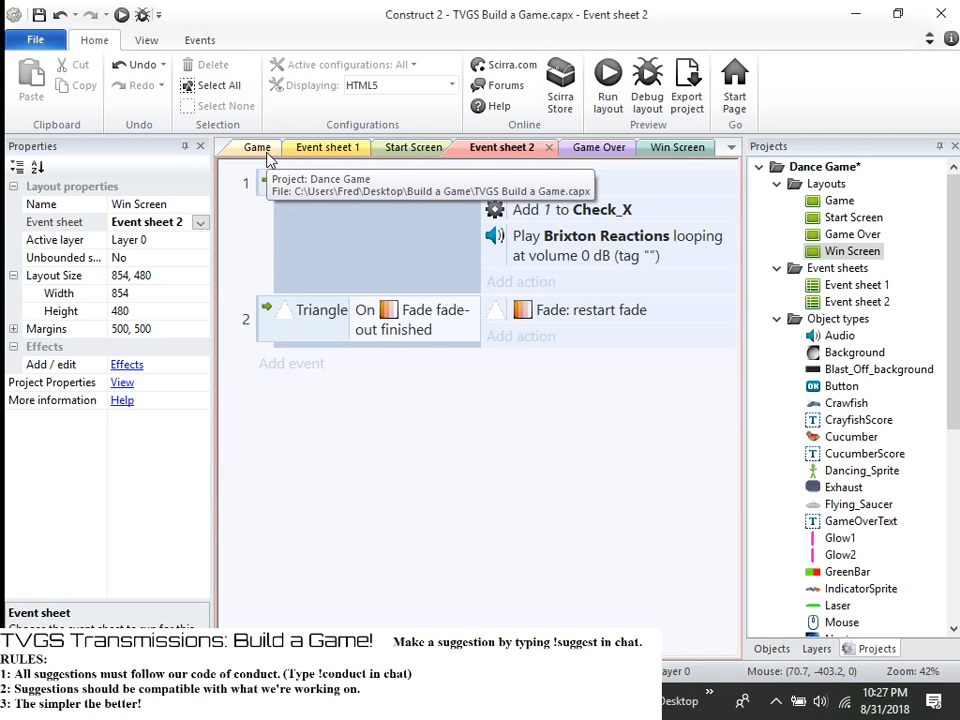 Construct 2 - TVGS Build a Game.capx - Event sheet 2
File
Home
View
Events
Paste
Cut
Copy
Clipboard
Undo
Redo
Undo
Delete
Select All
Select None
Selection
Active configurations: All
Displaying: HTML5
Configurations
Scirra.com
Forums
Help
Scirra Store
Online
Run layout
Debug layout
Export project
Preview
Start Page
Go
Properties
Layout properties
Name Win Screen
Event sheet Event sheet 2
Active layer Layer 0
Unbounded s... No
Layout Size 854, 480
Width 854
Height 480
Margins 500, 500
Effects
Add / edit Effects
Project Properties View
More information Help
Event sheet
Game
Event sheet 1
Start Screen
Event sheet 2
Game Over
Win Screen
Project: Dance Game
File: C:\Users\Fred\Desktop\Build a Game\TVGS Build a Game.capx
1
Add 1 to Check_X
Play Brixton Reactions looping
at volume 0 dB (tag "")
Add action
2
Triangle
On Fade fade-
out finished
Fade: restart fade
Add action
Add event
Projects
Dance Game*
Layouts
Game
Start Screen
Game Over
Win Screen
Event sheets
Event sheet 1
Event sheet 2
Object types
Audio
Background
Blast_Off_background
Button
Crawfish
CrayfishScore
Cucumber
CucumberScore
Dancing_Sprite
Exhaust
Flying_Saucer
GameOverText
Glow1
Glow2
GreenBar
IndicatorSprite
Laser
Mouse
Objects
Layers
Projects
ayer 0
Mouse: (70.7, -403.2, 0)
Zoom: 42%
TVGS Transmissions: Build a Game!
Make a suggestion by typing !suggest in chat.
RULES:
1: All suggestions must follow our code of conduct. (Type !conduct in chat)
2: Suggestions should be compatible with what we're working on.
3: The simpler the better!
Desktop
10:27 PM
8/31/2018